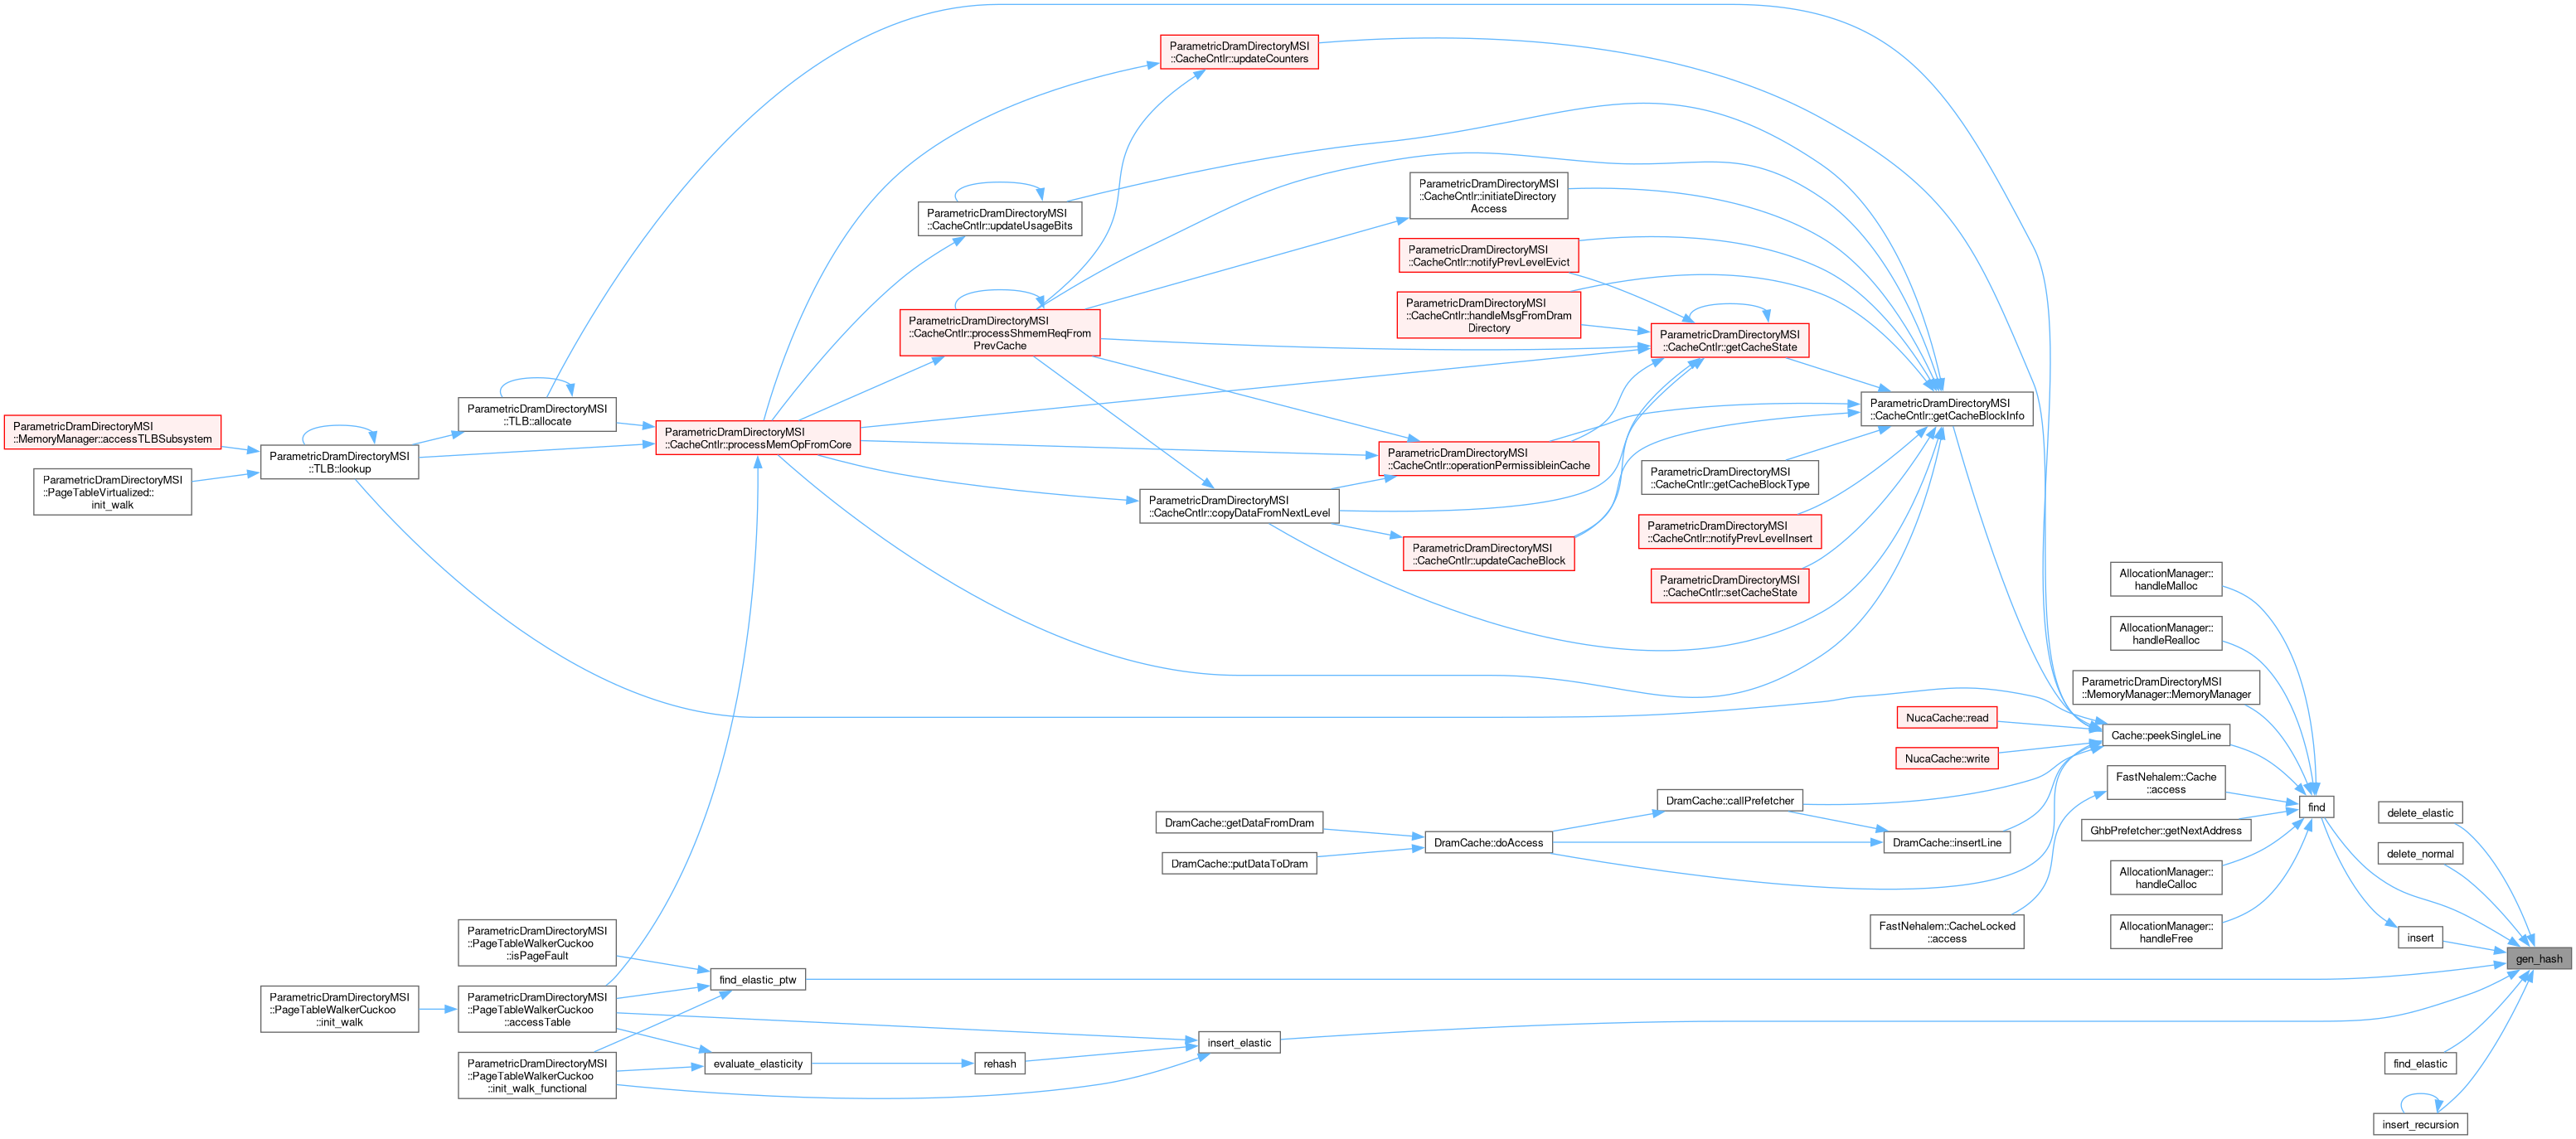 ParametricDramDirectoryMSI
::MemoryManager::accessTLBSubsystem
ParametricDramDirectoryMSI
::PageTableVirtualized::
init_walk
ParametricDramDirectoryMSI
::TLB::lookup
ParametricDramDirectoryMSI
::TLB::allocate
ParametricDramDirectoryMSI
::PageTableWalkerCuckoo
::init_walk
ParametricDramDirectoryMSI
::PageTableWalkerCuckoo
::isPageFault
ParametricDramDirectoryMSI
::PageTableWalkerCuckoo
::accessTable
ParametricDramDirectoryMSI
::PageTableWalkerCuckoo
::init_walk_functional
ParametricDramDirectoryMSI
::CacheCntlr::processMemOpFromCore
find_elastic_ptw
evaluate_elasticity
rehash
insert_elastic
ParametricDramDirectoryMSI
::CacheCntlr::updateCounters
ParametricDramDirectoryMSI
::CacheCntlr::updateUsageBits
ParametricDramDirectoryMSI
::CacheCntlr::processShmemReqFrom
PrevCache
ParametricDramDirectoryMSI
::CacheCntlr::copyDataFromNextLevel
ParametricDramDirectoryMSI
::CacheCntlr::initiateDirectory
Access
ParametricDramDirectoryMSI
::CacheCntlr::notifyPrevLevelEvict
ParametricDramDirectoryMSI
::CacheCntlr::handleMsgFromDram
Directory
ParametricDramDirectoryMSI
::CacheCntlr::operationPermissibleinCache
ParametricDramDirectoryMSI
::CacheCntlr::updateCacheBlock
ParametricDramDirectoryMSI
::CacheCntlr::getCacheState
ParametricDramDirectoryMSI
::CacheCntlr::getCacheBlockType
ParametricDramDirectoryMSI
::CacheCntlr::notifyPrevLevelInsert
ParametricDramDirectoryMSI
::CacheCntlr::setCacheState
ParametricDramDirectoryMSI
::CacheCntlr::getCacheBlockInfo
DramCache::getDataFromDram
DramCache::putDataToDram
DramCache::doAccess
DramCache::callPrefetcher
DramCache::insertLine
NucaCache::read
NucaCache::write
FastNehalem::CacheLocked
::access
AllocationManager::
handleMalloc
AllocationManager::
handleRealloc
ParametricDramDirectoryMSI
::MemoryManager::MemoryManager
Cache::peekSingleLine
FastNehalem::Cache
::access
GhbPrefetcher::getNextAddress
AllocationManager::
handleCalloc
AllocationManager::
handleFree
find
delete_elastic
delete_normal
insert
gen_hash
find_elastic
insert_recursion